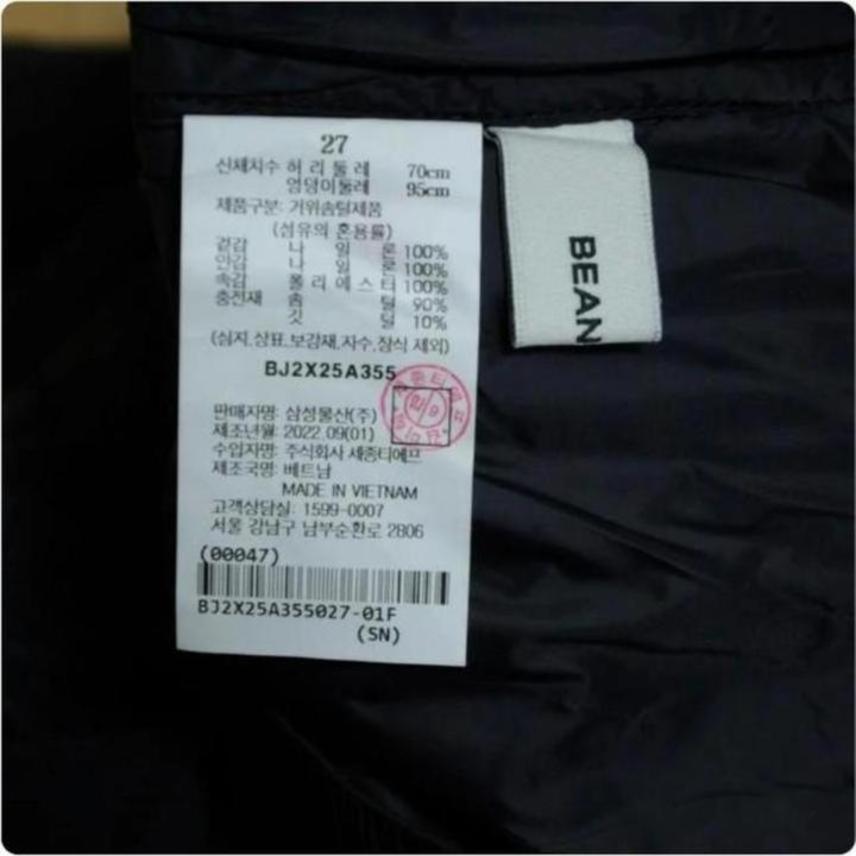 27
신체치수 허 리 둘 레 70cm
엉덩이둘레 95cm
제품구분: 거위솜털제품
(섬유의 혼용률)
겉감 나 일 론 100%
안감 나 일 론 100%
속감 폴 리 에 스 터 100%
충전재 솜 털 90%
깃 털 10%
(심지,상표,보강재,자수,장식 제외)
BJ2X25A355
판매자명: 삼성물산(주)
제조년월: 2022.09(01)
수입자명: 주식회사 세종티에프
제조국명: 베트남
MADE IN VIETNAM
고객상담실: 1599-0007
서울 강남구 남부순환로 2806
(00047)
BJ2X25A355027-01F
(SN)
BEAN